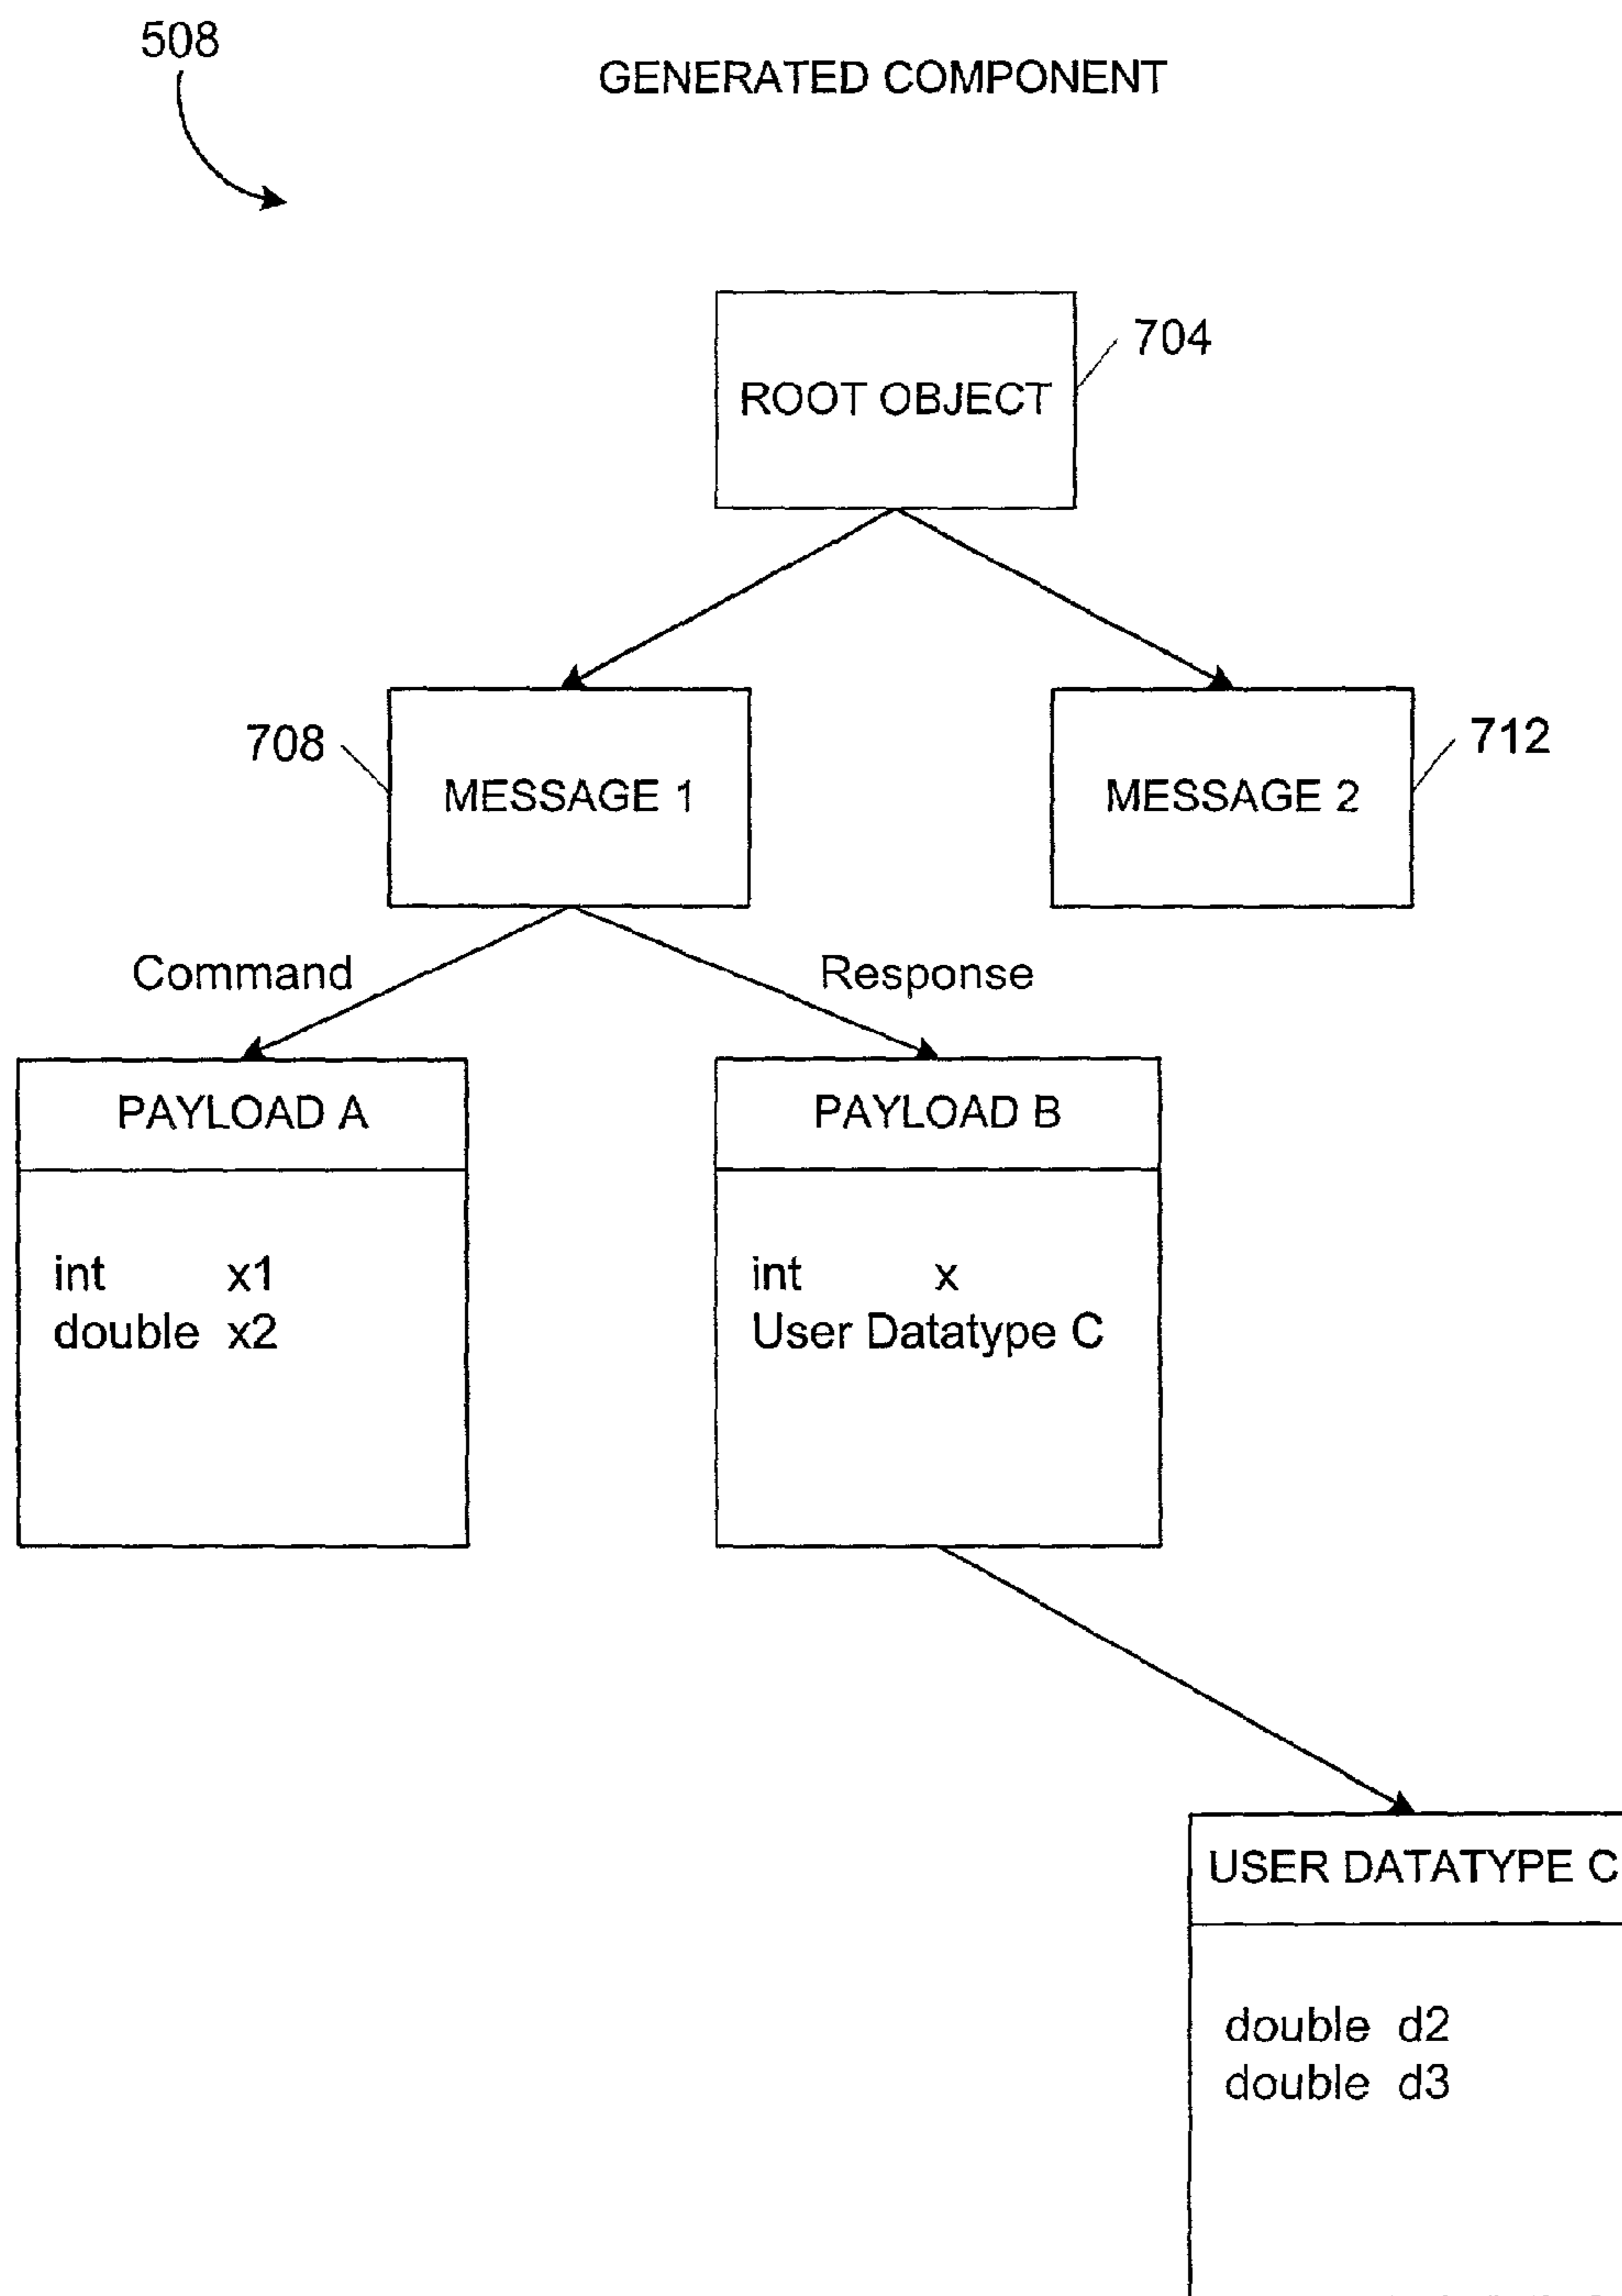 508
GENERATED COMPONENT
704
ROOT OBJECT
708
MESSAGE 1
712
MESSAGE 2
Command
Response
PAYLOAD A
int x1
double x2
PAYLOAD B
int x
User Datatype C
USER DATATYPE C
double d2
double d3